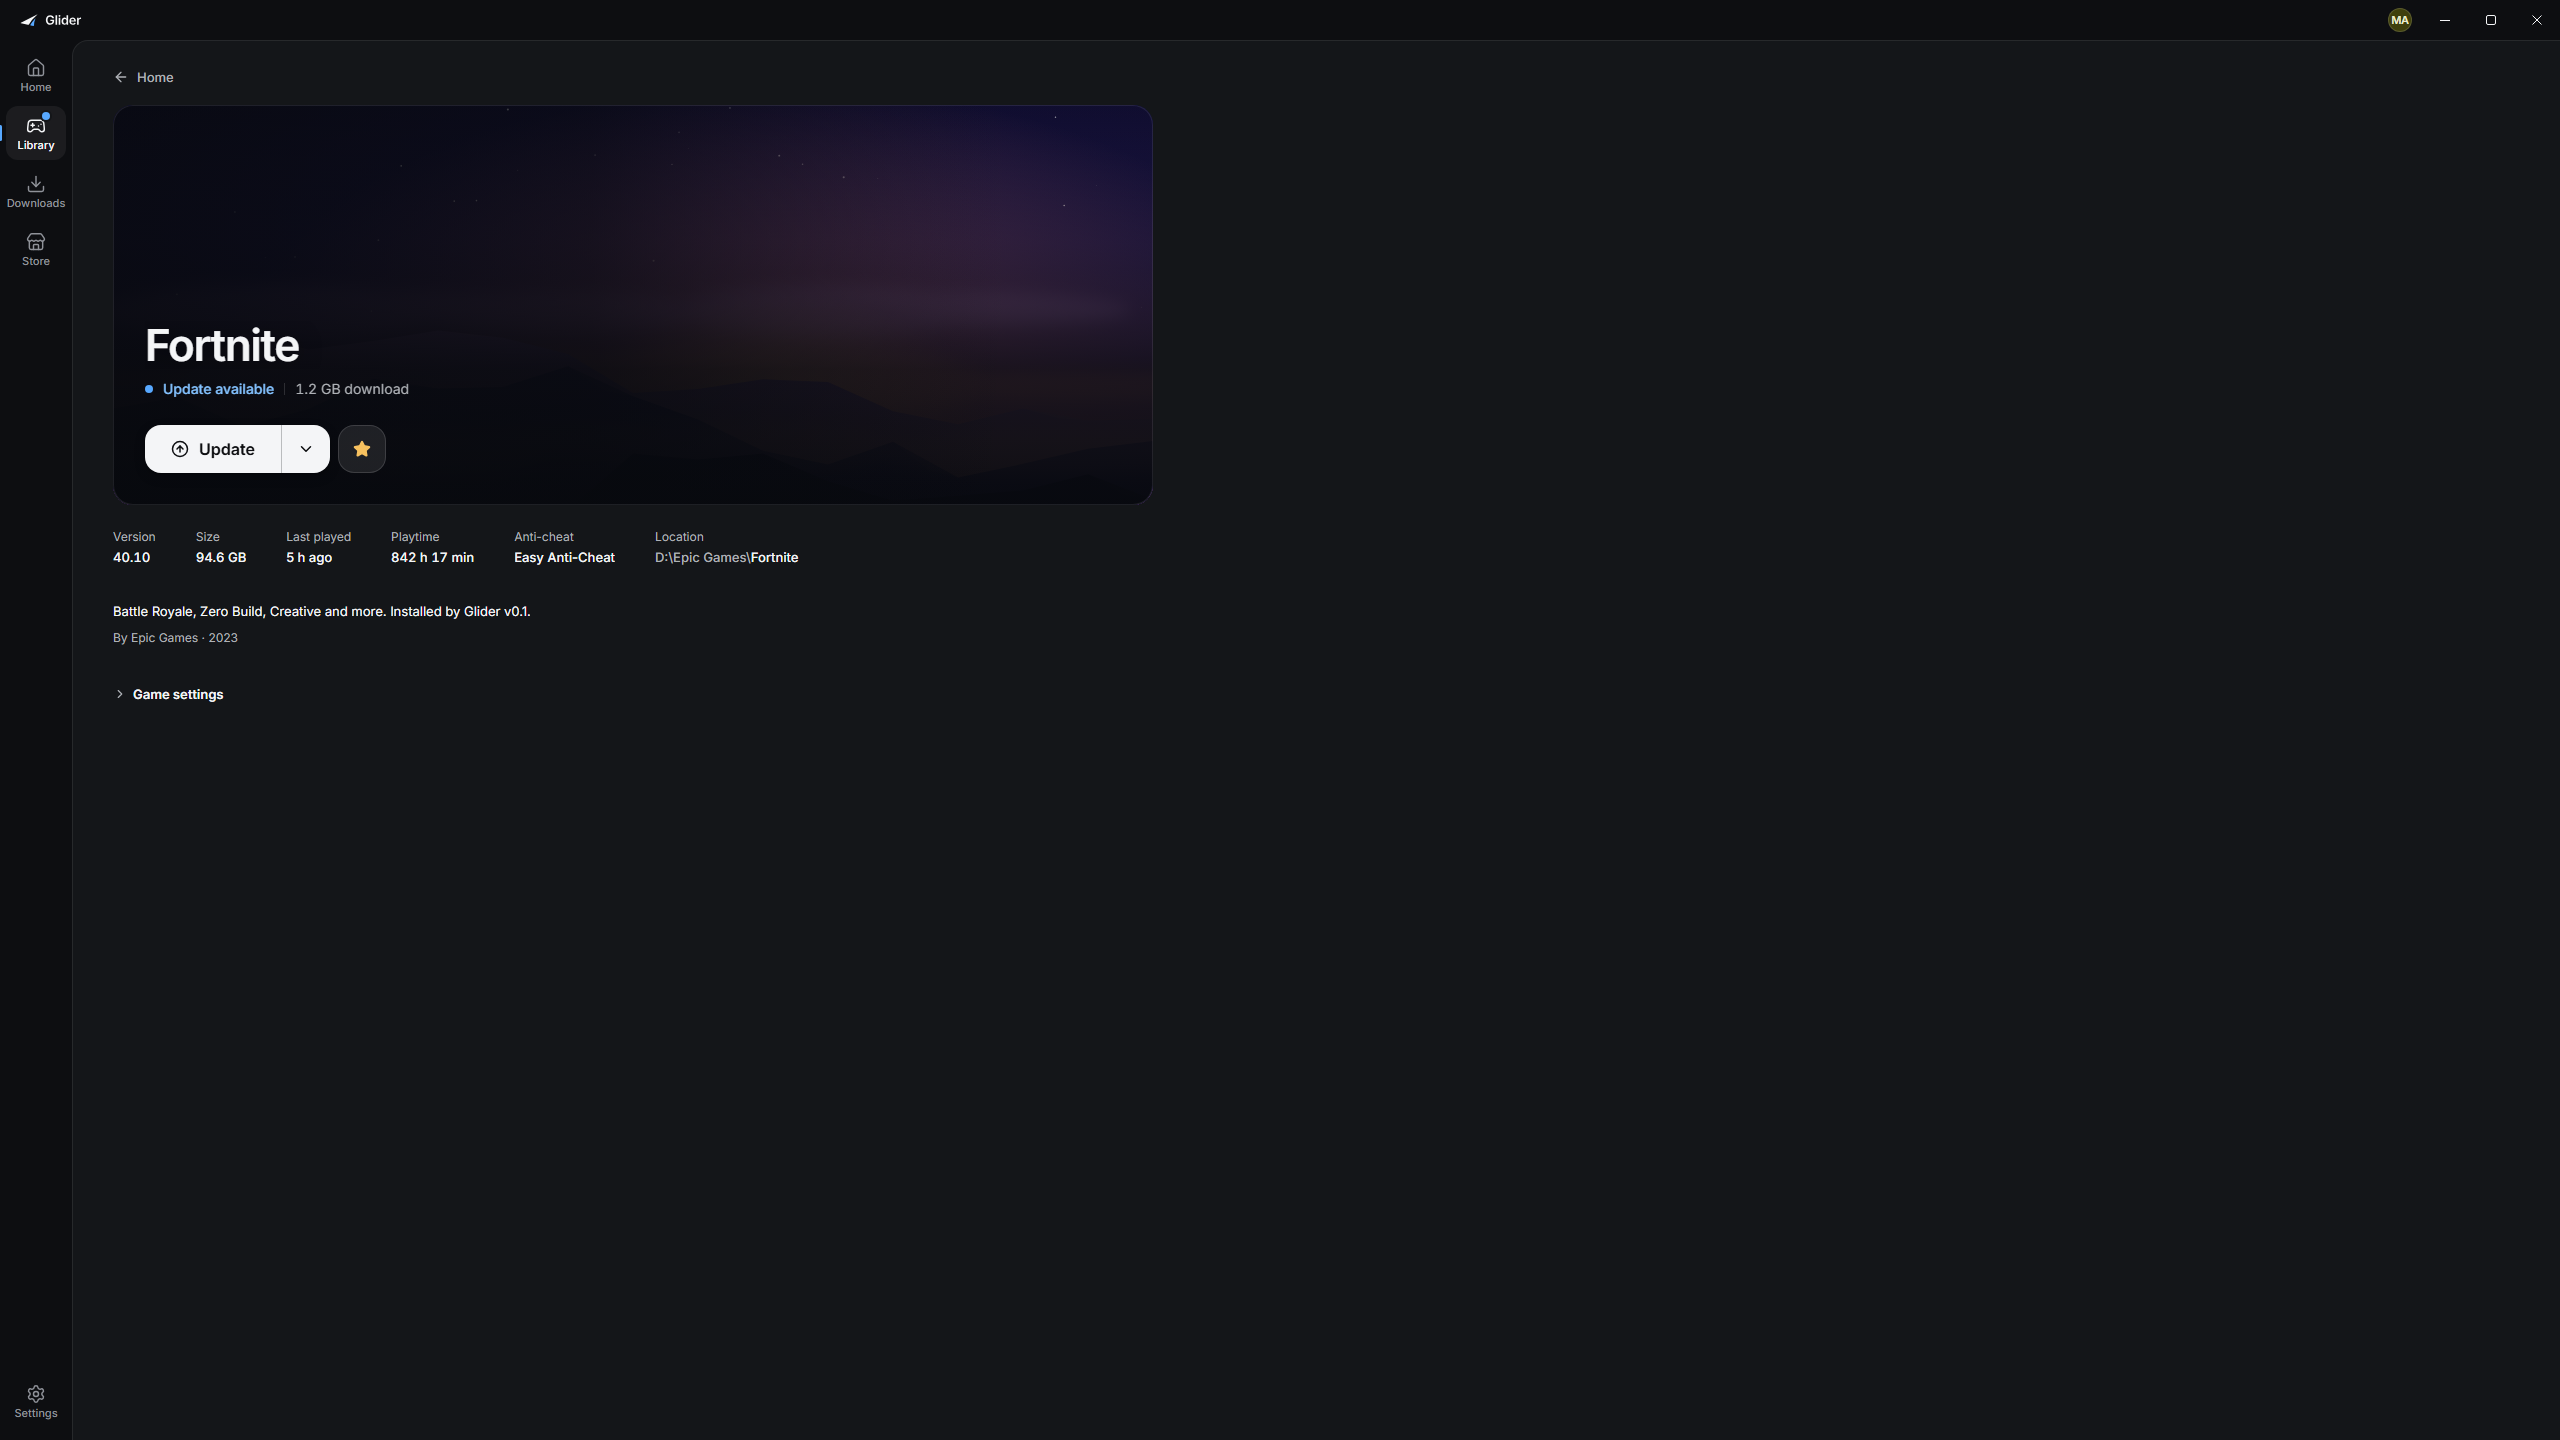 Glider
MA
Home
Library
Downloads
Store
Settings
Home
Fortnite
Update available
1.2 GB download
Update
Version
40.10
Size
94.6 GB
Last played
5 h ago
Playtime
842 h 17 min
Anti-cheat
Easy Anti-Cheat
Location
D:\Epic Games\Fortnite
Battle Royale, Zero Build, Creative and more. Installed by Glider v0.1.
By Epic Games · 2023
Game settings